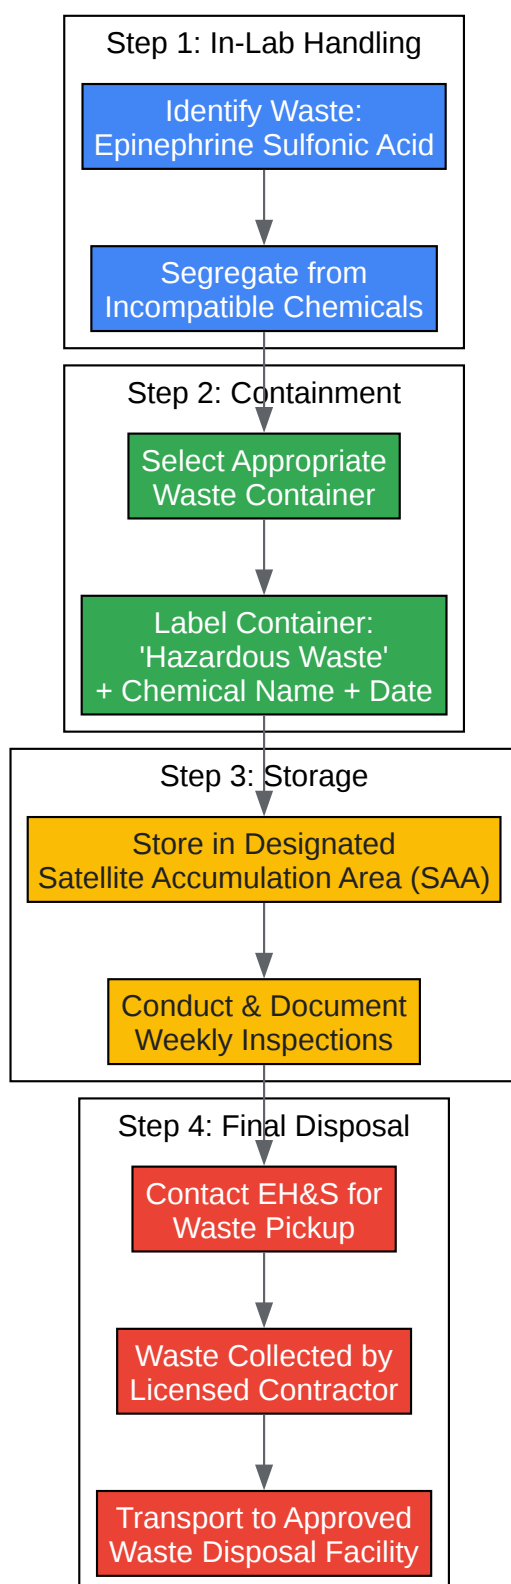 Step 1: In-Lab Handling
Identify Waste:
Epinephrine Sulfonic Acid
Segregate from
Incompatible Chemicals
Step 2: Containment
Select Appropriate
Waste Container
Label Container:
'Hazardous Waste'
+ Chemical Name + Date
Step 3: Storage
Store in Designated
Satellite Accumulation Area (SAA)
Conduct & Document
Weekly Inspections
Step 4: Final Disposal
Contact EH&S for
Waste Pickup
Waste Collected by
Licensed Contractor
Transport to Approved
Waste Disposal Facility